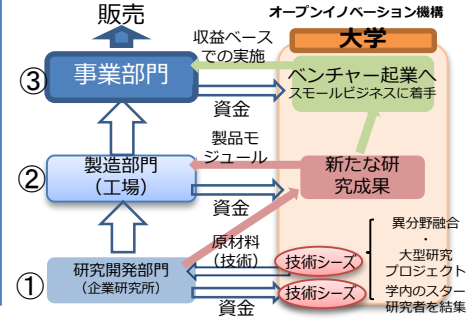 販売
オープンイノベーション機構
大学
収益ベース
での実施
③
事業部門
ベンチャー起業へ
スモールビジネスに着手
資金
製品モ
ジュール
②
製造部門
（工場）
新たな研
究成果
資金
異分野融合
・
大型研究
プロジェクト
学内のスター
研究者を結集
原材料
（技術）
技術シーズ
①
研究開発部門
（企業研究所）
技術シーズ
資金